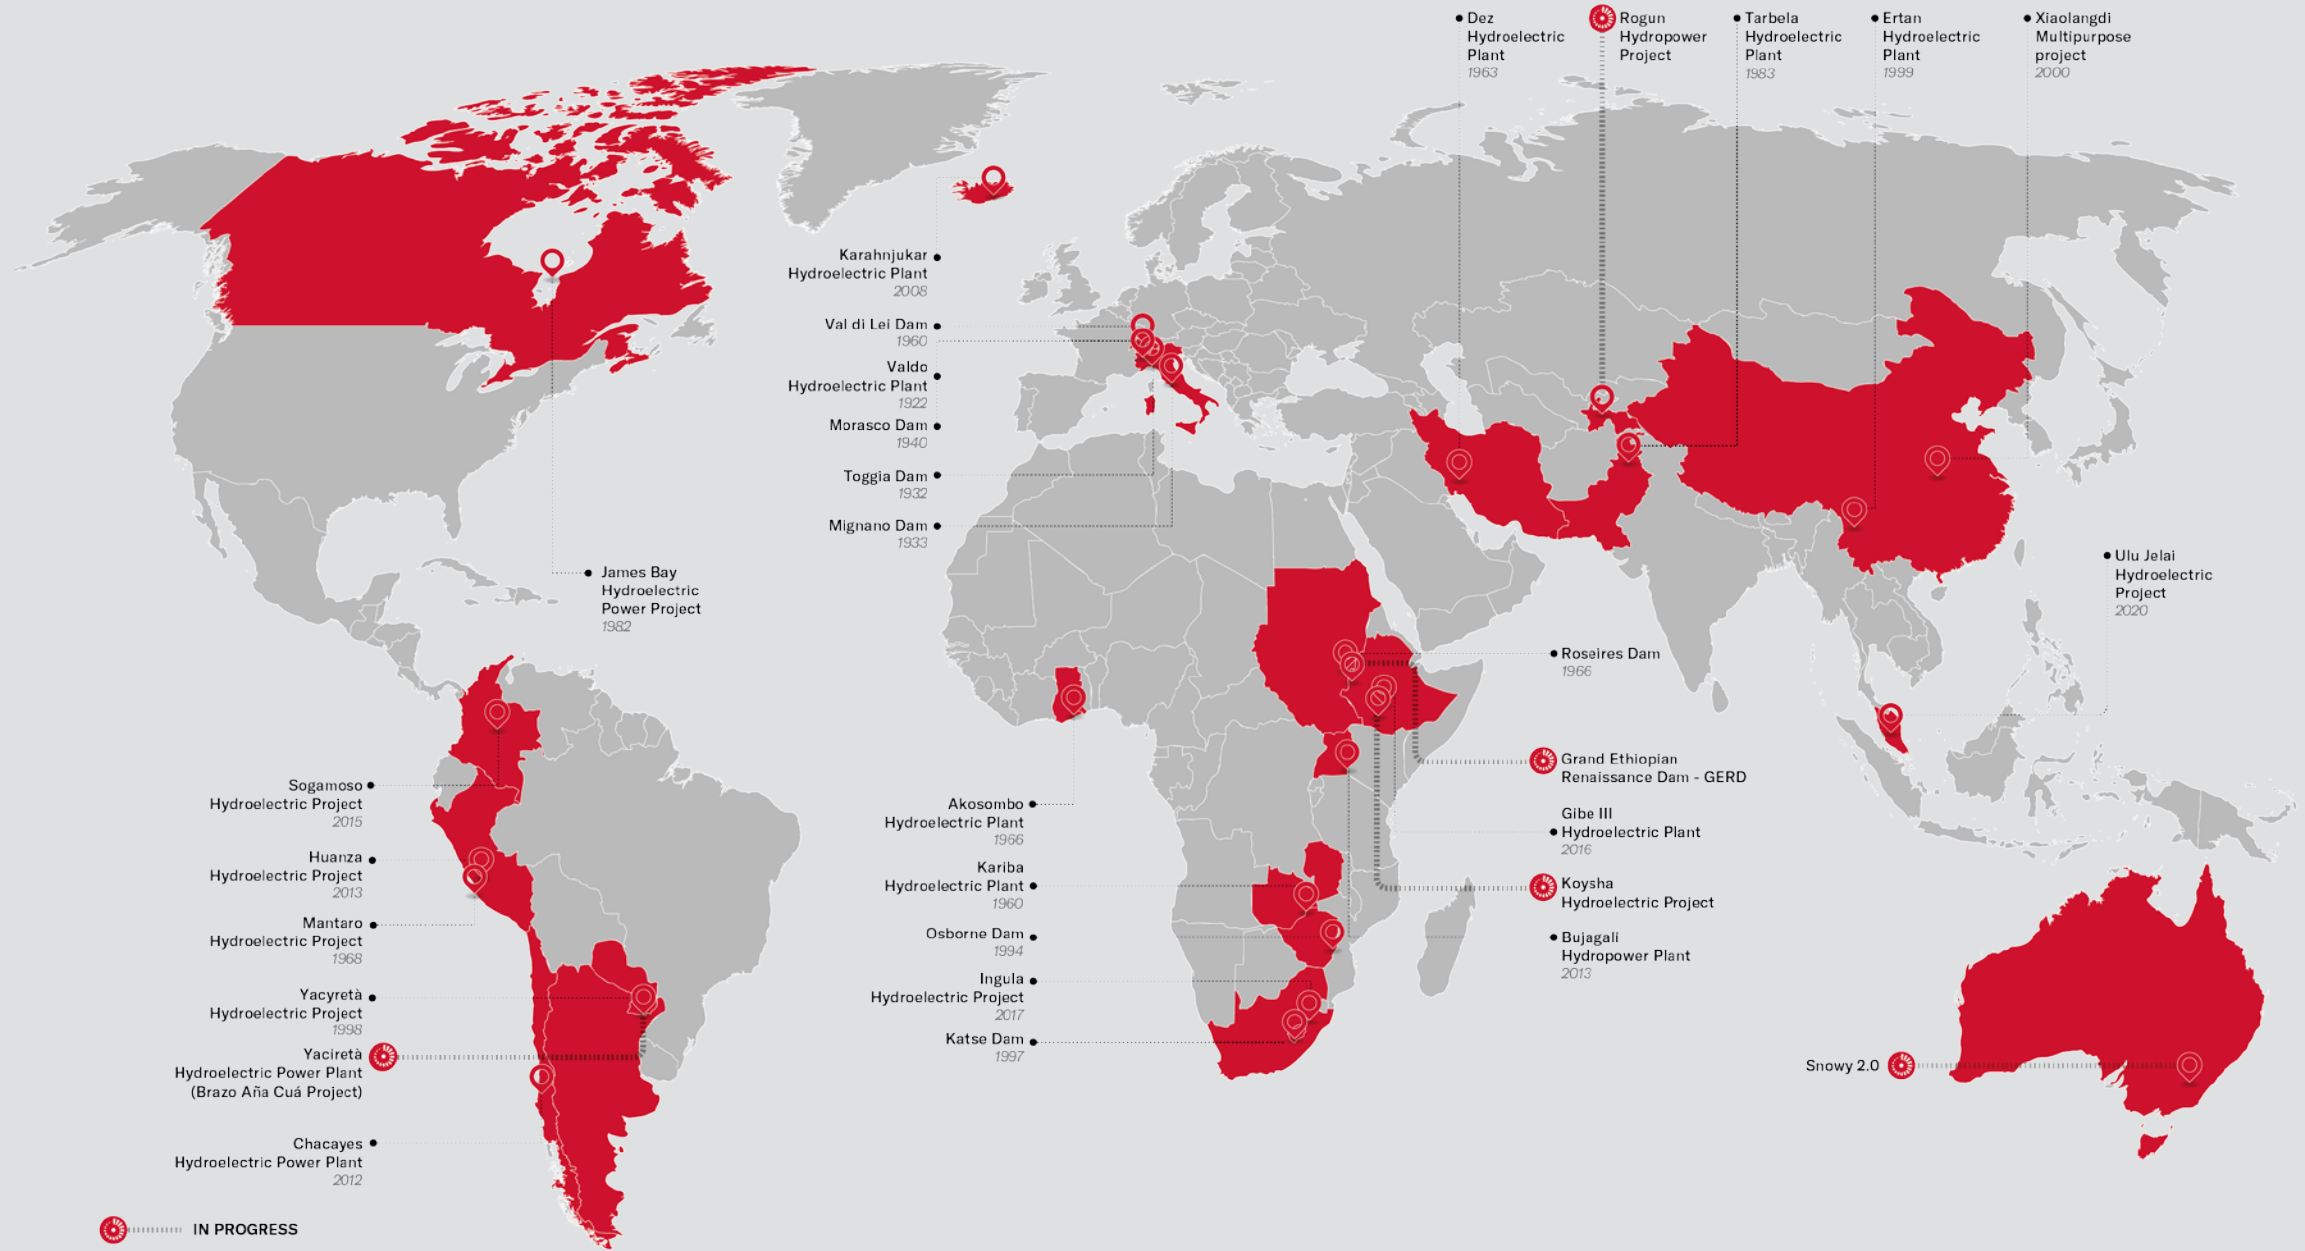 Dez
Hydroelectric
Plant
1963
Rogun
Hydropower
Project
Tarbela
Hydroelectric
Plant
1983
Ertan
Hydroelectric
Plant
1999
Xiaolangdi
Multipurpose
project
2000
Karahnjukar
Hydroelectric Plant
2008
Val di Lei Dam
1960
Valdo
Hydroelectric Plant
1922
Morasco Dam
1940
Toggia Dam
1932
Mignano Dam
1933
James Bay
Hydroelectric
Power Project
1982
Ulu Jelai
Hydroelectric
Project
2020
Roseires Dam
1966
Grand Ethiopian
Renaissance Dam - GERD
Gibe III
Hydroelectric Plant
2016
Koysha
Hydroelectric Project
Bujagali
Hydropower Plant
2013
Sogamoso
Hydroelectric Project
2015
Huanza
Hydroelectric Project
2013
Mantaro
Hydroelectric Project
1968
Yacyretà
Hydroelectric Project
1998
Yaciretà
Hydroelectric Power Plant
(Brazo Aña Cuá Project)
Chacayes
Hydroelectric Power Plant
2012
Akosombo
Hydroelectric Plant
1966
Kariba
Hydroelectric Plant
1960
Osborne Dam
1994
Ingula
Hydroelectric Project
2017
Katse Dam
1997
Snowy 2.0
IN PROGRESS